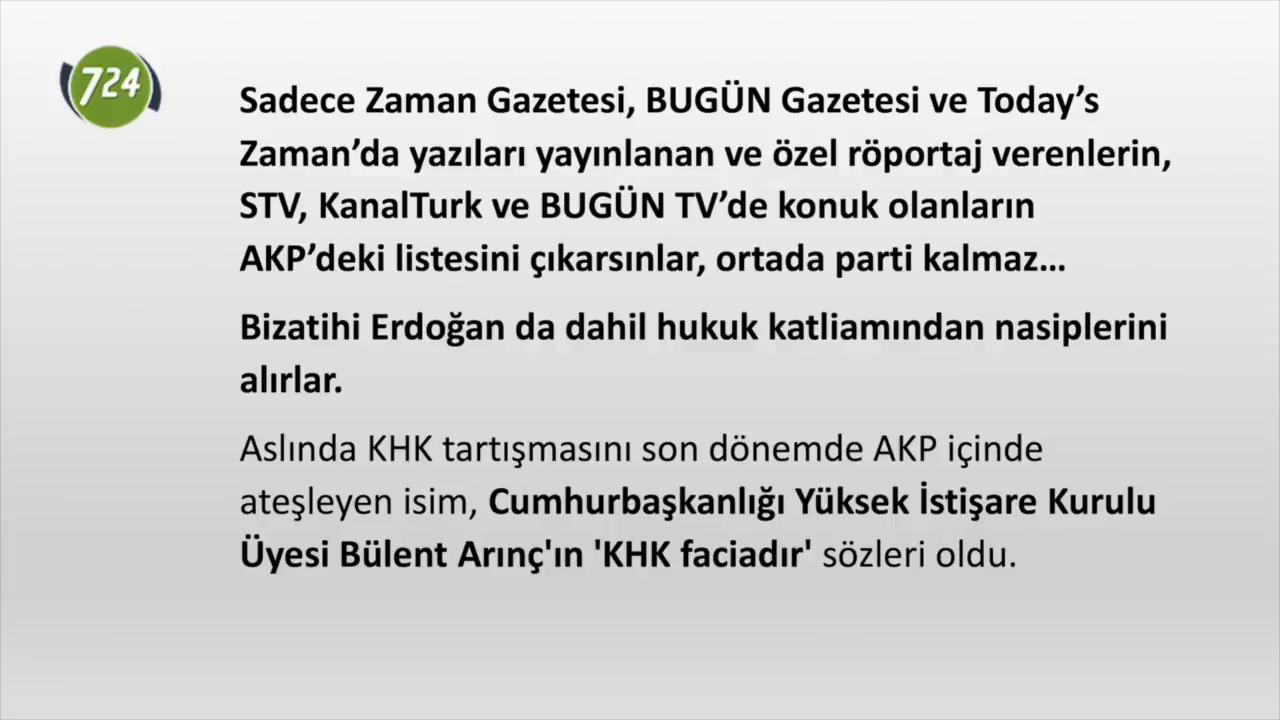 724
Sadece Zaman Gazetesi, BUGÜN Gazetesi ve Today’s
Zaman’da yazıları yayınlanan ve özel röportaj verenlerin,
STV, KanalTurk ve BUGÜN TV’de konuk olanların
AKP’deki listesini çıkarsınlar, ortada parti kalmaz…
Bizatihi Erdoğan da dahil hukuk katliamından nasiplerini
alırlar.
Aslında KHK tartışmasını son dönemde AKP içinde
ateşleyen isim, Cumhurbaşkanlığı Yüksek İstişare Kurulu
Üyesi Bülent Arınç'ın 'KHK faciadır' sözleri oldu.